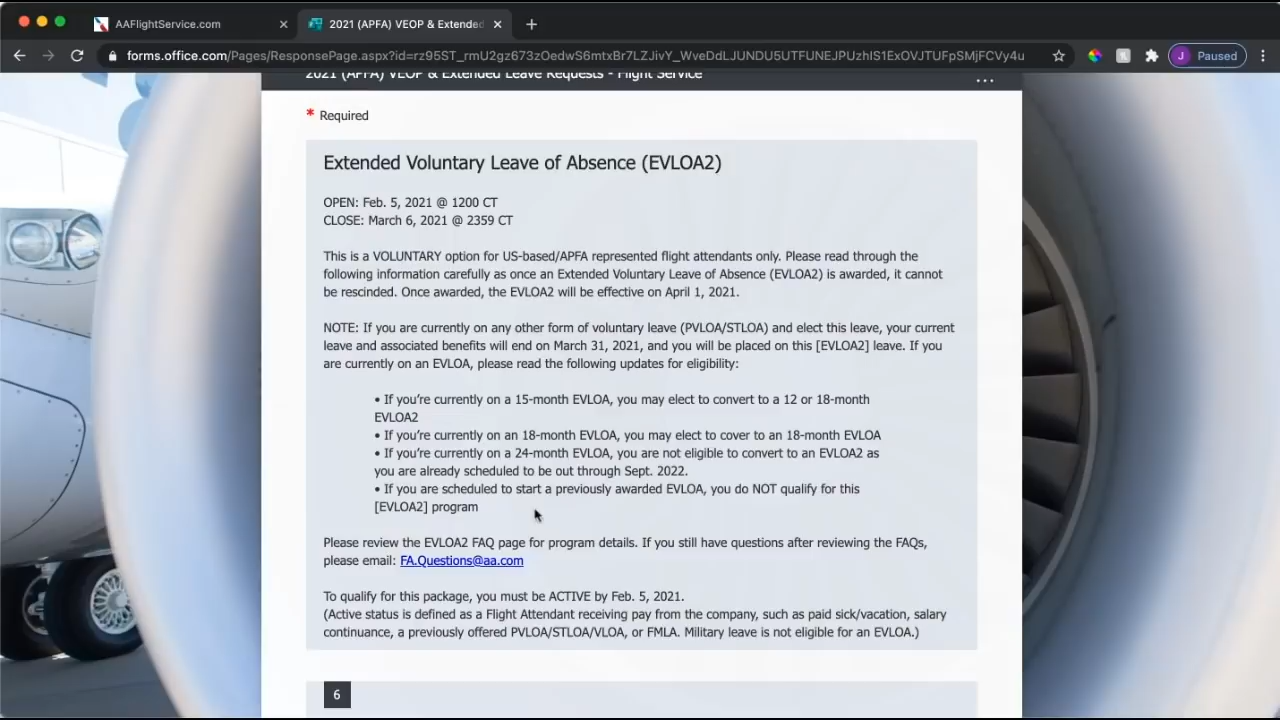 AAFlightService.com
2021 (APFA) VEOP & Extended
forms.office.com/Pages/ResponsePage.aspx?id=rz95ST_rmU2gz673zOedwS6mtxBr7LZJivY_WveDdLJUNDU5UTFUNEJPUzhIS1ExOVJTUFpSMjFCVy4u
J Paused
2021 (APFA) VEOP & Extended Leave Requests - Flight Service
...
* Required
Extended Voluntary Leave of Absence (EVLOA2)
OPEN: Feb. 5, 2021 @ 1200 CT
CLOSE: March 6, 2021 @ 2359 CT
This is a VOLUNTARY option for US-based/APFA represented flight attendants only. Please read through the
following information carefully as once an Extended Voluntary Leave of Absence (EVLOA2) is awarded, it cannot
be rescinded. Once awarded, the EVLOA2 will be effective on April 1, 2021.
NOTE: If you are currently on any other form of voluntary leave (PVLOA/STLOA) and elect this leave, your current
leave and associated benefits will end on March 31, 2021, and you will be placed on this [EVLOA2] leave. If you
are currently on an EVLOA, please read the following updates for eligibility:
• If you're currently on a 15-month EVLOA, you may elect to convert to a 12 or 18-month
EVLOA2
• If you're currently on an 18-month EVLOA, you may elect to cover to an 18-month EVLOA
• If you're currently on a 24-month EVLOA, you are not eligible to convert to an EVLOA2 as
you are already scheduled to be out through Sept. 2022.
• If you are scheduled to start a previously awarded EVLOA, you do NOT qualify for this
[EVLOA2] program
Please review the EVLOA2 FAQ page for program details. If you still have questions after reviewing the FAQs,
please email: FA.Questions@aa.com
To qualify for this package, you must be ACTIVE by Feb. 5, 2021.
(Active status is defined as a Flight Attendant receiving pay from the company, such as paid sick/vacation, salary
continuance, a previously offered PVLOA/STLOA/VLOA, or FMLA. Military leave is not eligible for an EVLOA.)
6